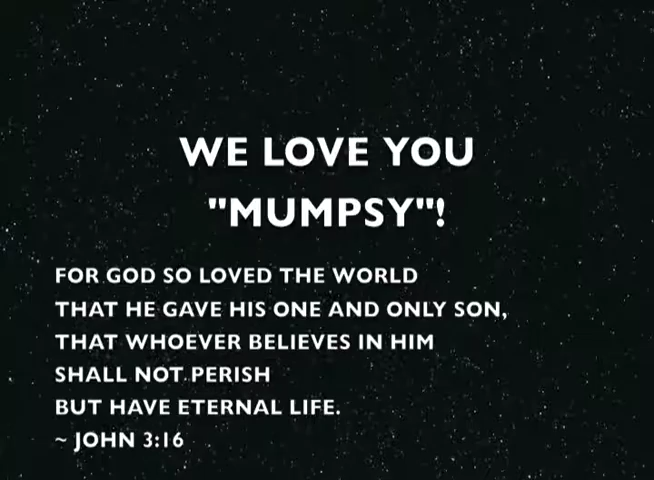 WE LOVE YOU
"MUMPSY"!
FOR GOD SO LOVED THE WORLD
THAT HE GAVE HIS ONE AND ONLY SON,
THAT WHOEVER BELIEVES IN HIM
SHALL NOT PERISH
BUT HAVE ETERNAL LIFE.
~ JOHN 3:16